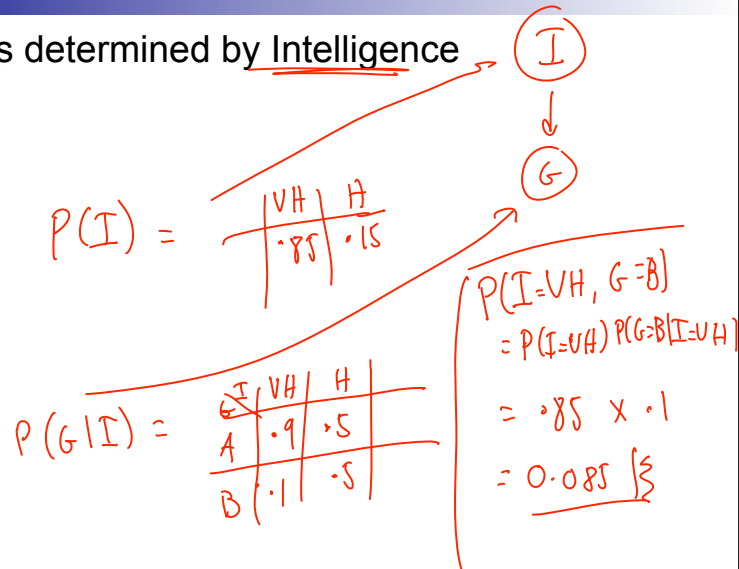 s determined by Intelligence
I
G
P(I) =
VH H
.85 .15
P(I=VH, G=B)
= P(I=VH) P(G=B|I=VH)
= .85 x .1
= 0.085
P(G|I) =
G I VH H
A .9 .5
B .1 .5